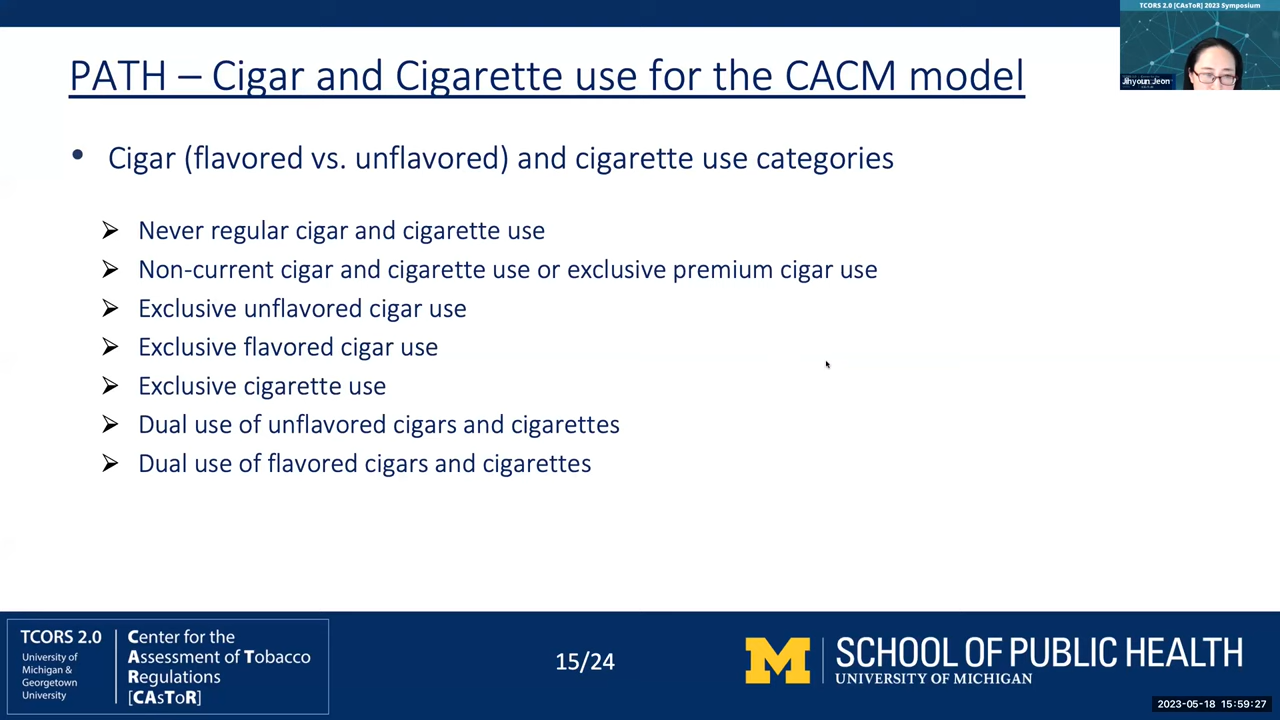 TCORS 2.0 [CAsToR] 2023 Symposium
PATH – Cigar and Cigarette use for the CACM model
Jihyoun Jeon
• Cigar (flavored vs. unflavored) and cigarette use categories
➢ Never regular cigar and cigarette use
➢ Non-current cigar and cigarette use or exclusive premium cigar use
➢ Exclusive unflavored cigar use
➢ Exclusive flavored cigar use
➢ Exclusive cigarette use
➢ Dual use of unflavored cigars and cigarettes
➢ Dual use of flavored cigars and cigarettes
TCORS 2.0
University of
Michigan &
Georgetown
University
Center for the
Assessment of Tobacco
Regulations
[CAsToR]
15/24
M
SCHOOL OF PUBLIC HEALTH
UNIVERSITY OF MICHIGAN
2023-05-18 15:59:27